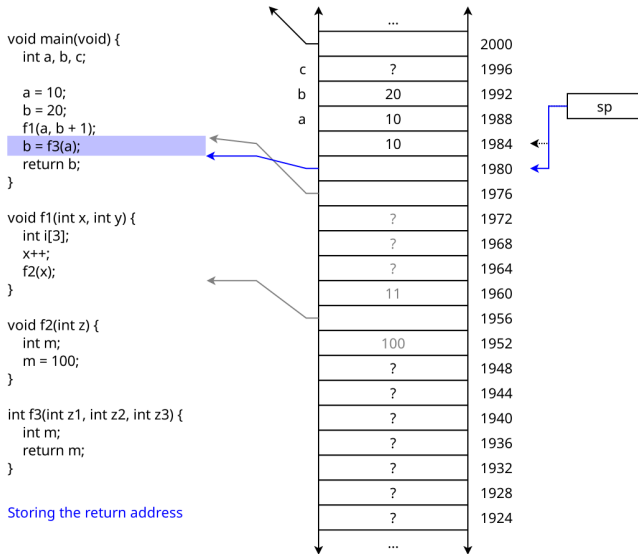 void main(void) {
int a, b, c;
a = 10;
b = 20;
f1(a, b + 1);
b = f3(a);
return b;
}
void f1(int x, int y) {
int i[3];
x++;
f2(x);
}
void f2(int z) {
int m;
m = 100;
}
int f3(int z1, int z2, int z3) {
int m;
return m;
}
Storing the return address
...
2000
c ? 1996
b 20 1992
a 10 1988
10 1984
1980
1976
? 1972
? 1968
? 1964
11 1960
1956
100 1952
? 1948
? 1944
? 1940
? 1936
? 1932
? 1928
? 1924
...
sp